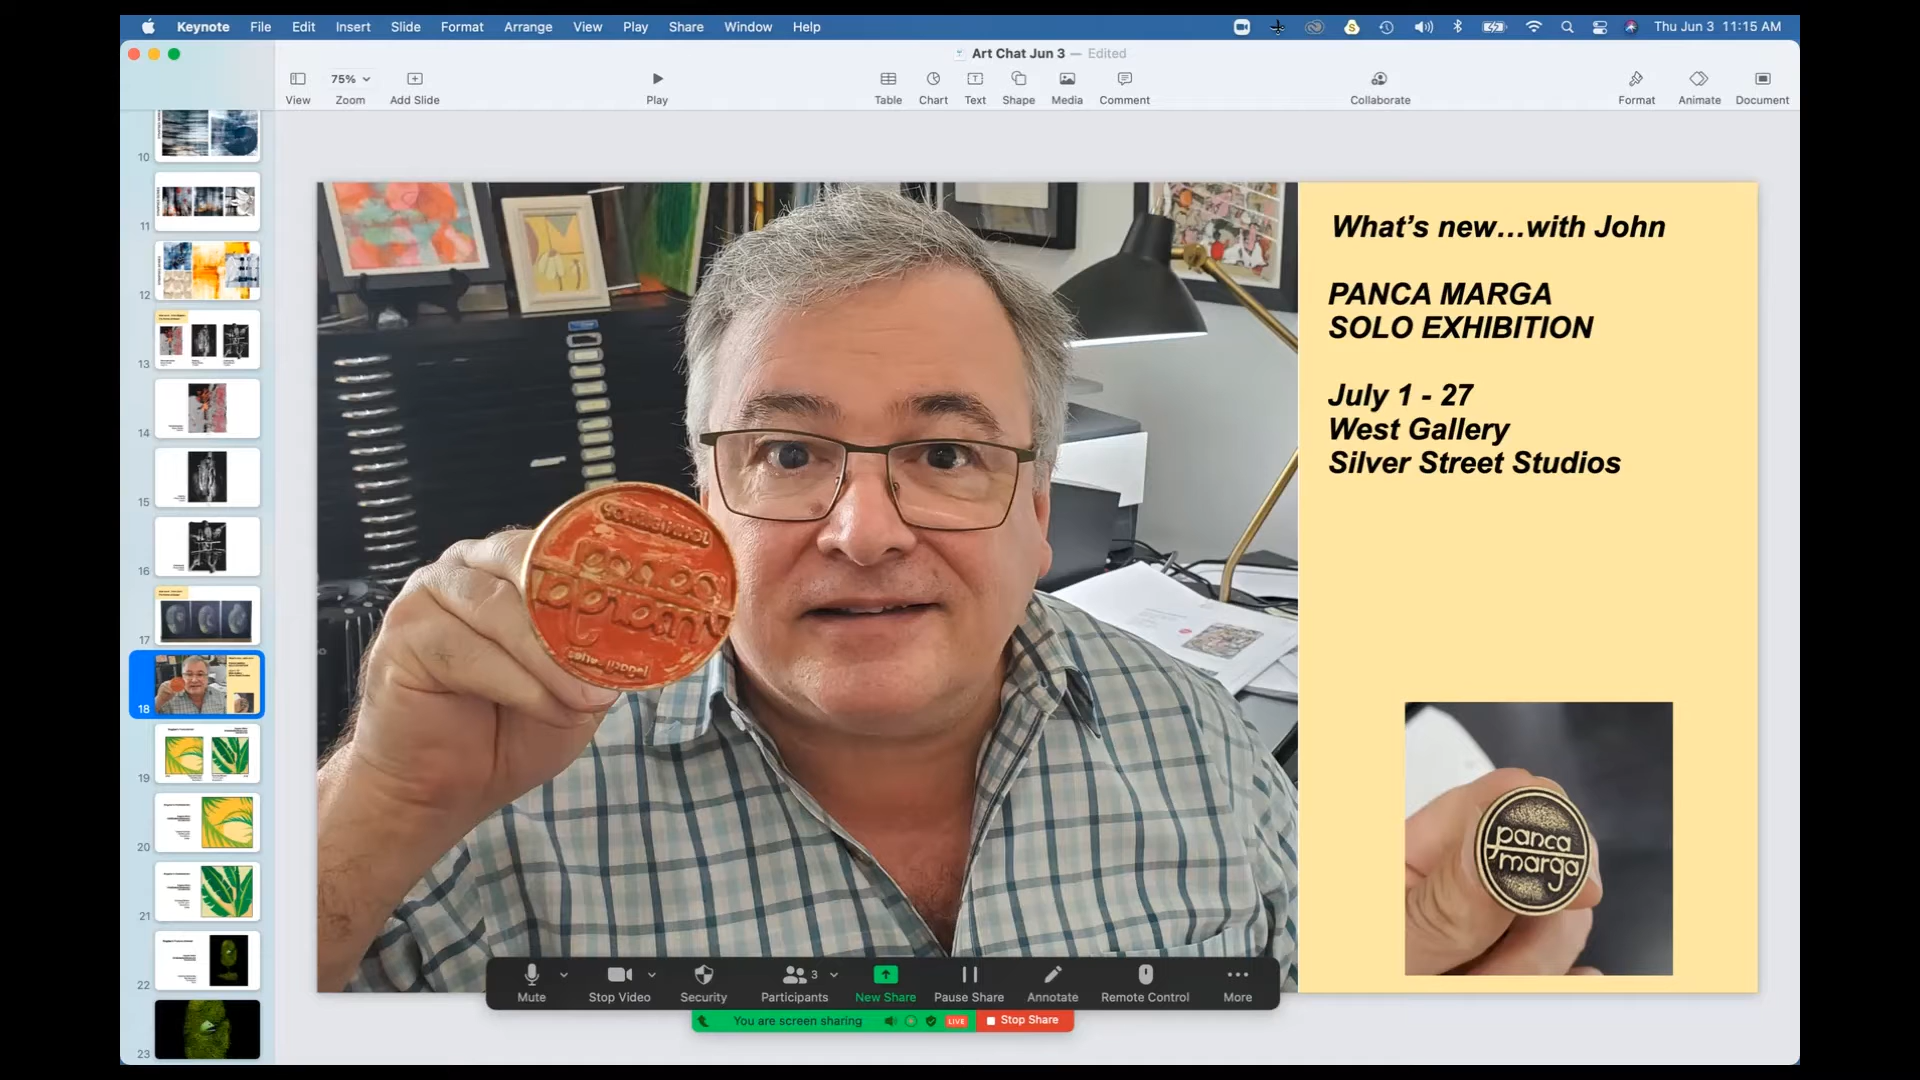 Keynote File Edit Insert Slide Format Arrange View Play Share Window Help
Thu Jun 3 11:15 AM
Art Chat Jun 3 — Edited
75%
View Zoom Add Slide Play Table Chart Text Shape Media Comment Collaborate Format Animate Document
10
11
12
13
14
15
16
17
18
19
20
21
22
23
What's new...with John
PANCA MARGA
SOLO EXHIBITION
July 1 - 27
West Gallery
Silver Street Studios
panca
marga
3
Mute Stop Video Security Participants New Share Pause Share Annotate Remote Control More
You are screen sharing LIVE Stop Share